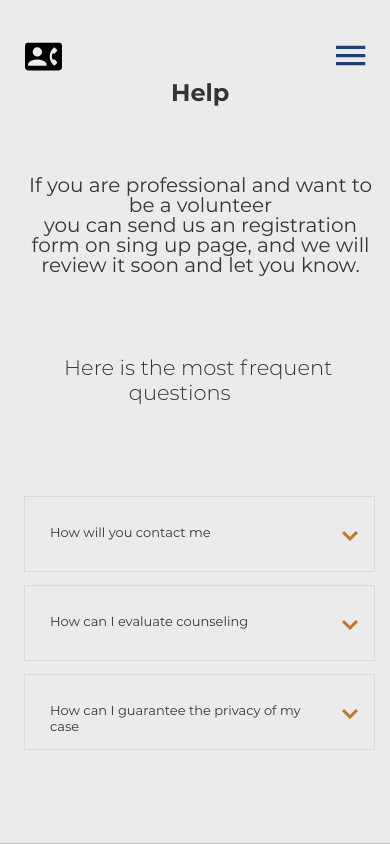 Help
If you are professional and want to
be a volunteer
you can send us an registration
form on sing up page, and we will
review it soon and let you know.
Here is the most frequent
questions
How will you contact me
How can I evaluate counseling
How can I guarantee the privacy of my
case